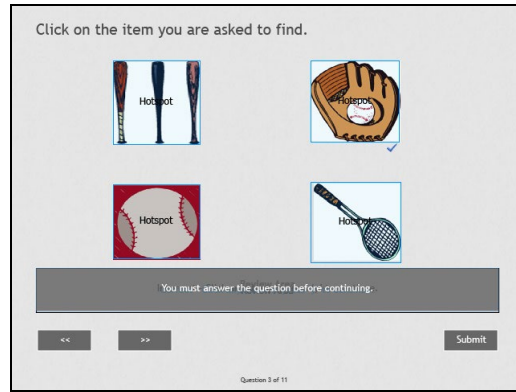 Click on the item you are asked to find.
Hotspot
Hotspot
Hotspot
Hotspot
You must answer the question before continuing.
<<
>>
Submit
Question 3 of 11